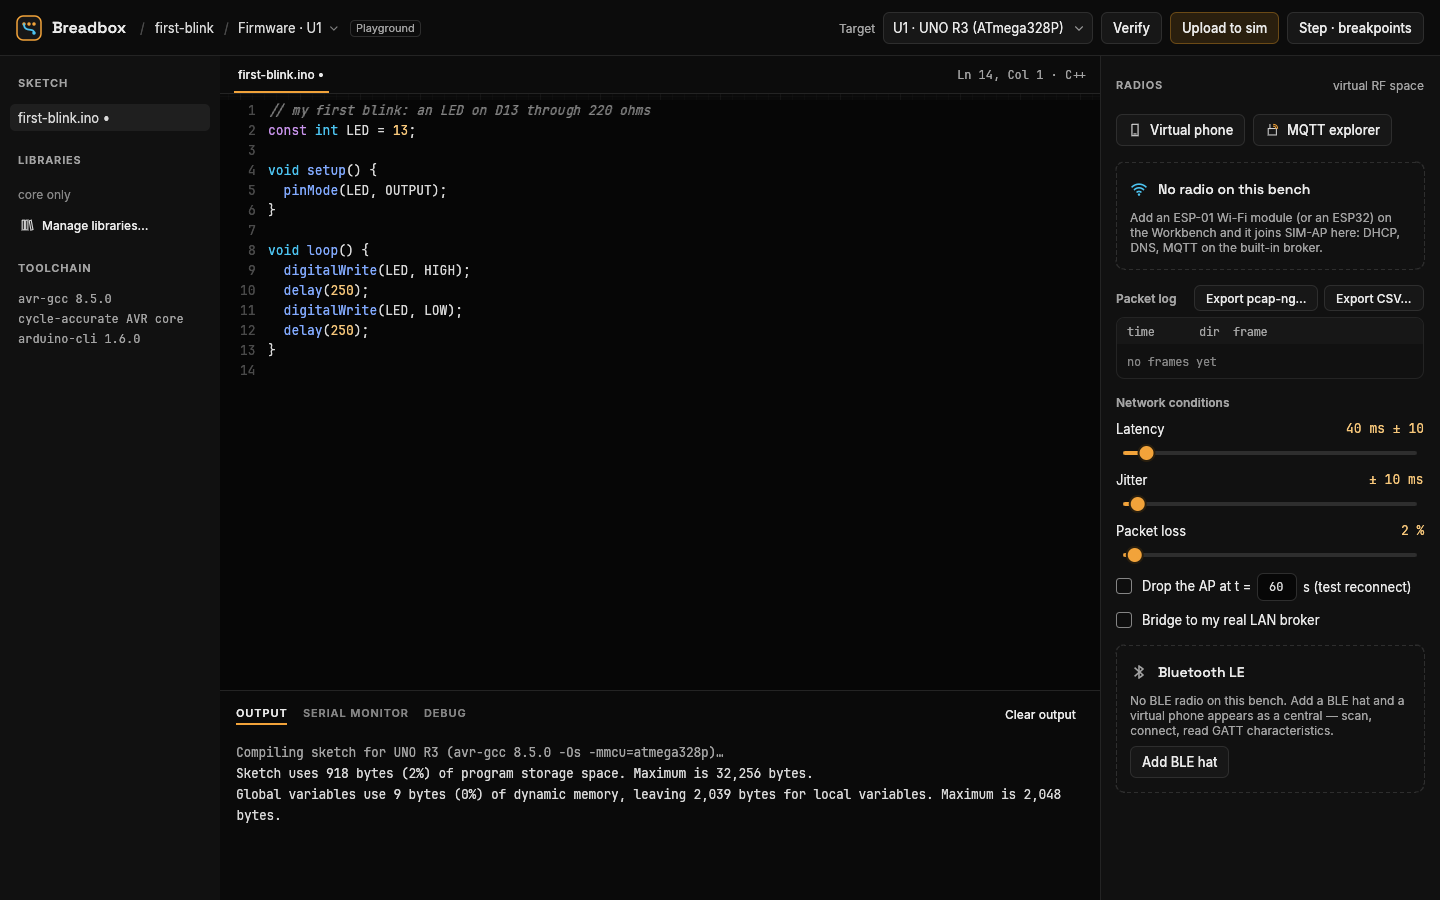 Breadbox / first-blink / Firmware · U1 Playground
Target U1 · UNO R3 (ATmega328P) Verify Upload to sim Step · breakpoints
SKETCH
first-blink.ino •
LIBRARIES
core only
Manage libraries...
TOOLCHAIN
avr-gcc 8.5.0
cycle-accurate AVR core
arduino-cli 1.6.0
first-blink.ino •
Ln 14, Col 1 · C++
1 // my first blink: an LED on D13 through 220 ohms
2 const int LED = 13;
3
4 void setup() {
5 pinMode(LED, OUTPUT);
6 }
7
8 void loop() {
9 digitalWrite(LED, HIGH);
10 delay(250);
11 digitalWrite(LED, LOW);
12 delay(250);
13 }
14
OUTPUT SERIAL MONITOR DEBUG
Clear output
Compiling sketch for UNO R3 (avr-gcc 8.5.0 -Os -mmcu=atmega328p)…
Sketch uses 918 bytes (2%) of program storage space. Maximum is 32,256 bytes.
Global variables use 9 bytes (0%) of dynamic memory, leaving 2,039 bytes for local variables. Maximum is 2,048
bytes.
RADIOS
virtual RF space
Virtual phone
MQTT explorer
No radio on this bench
Add an ESP-01 Wi-Fi module (or an ESP32) on
the Workbench and it joins SIM-AP here: DHCP,
DNS, MQTT on the built-in broker.
Packet log
Export pcap-ng...
Export CSV...
time dir frame
no frames yet
Network conditions
Latency 40 ms ± 10
Jitter ± 10 ms
Packet loss 2 %
Drop the AP at t = 60 s (test reconnect)
Bridge to my real LAN broker
Bluetooth LE
No BLE radio on this bench. Add a BLE hat and a
virtual phone appears as a central — scan,
connect, read GATT characteristics.
Add BLE hat